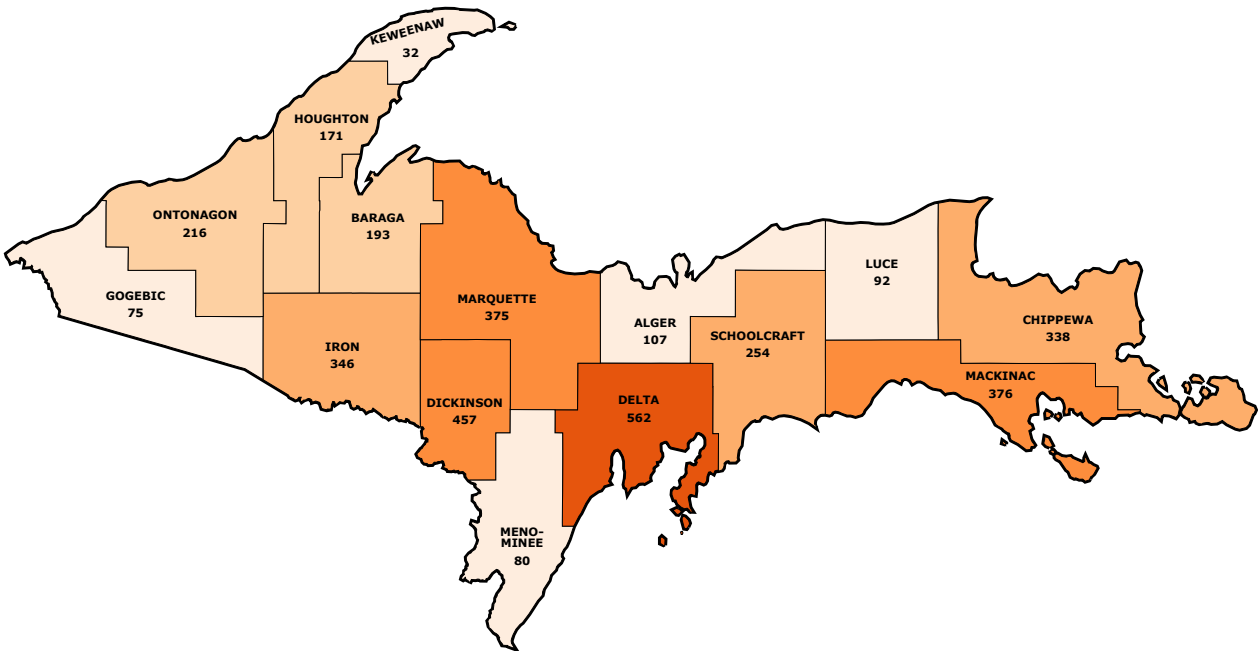 KEWEENAW
32
HOUGHTON
171
ONTONAGON
216
BARAGA
193
GOGEBIC
75
MARQUETTE
375
LUCE
92
ALGER
107
SCHOOLCRAFT
254
CHIPPEWA
338
IRON
346
MACKINAC
376
DICKINSON
457
DELTA
562
MENO-
MINEE
80